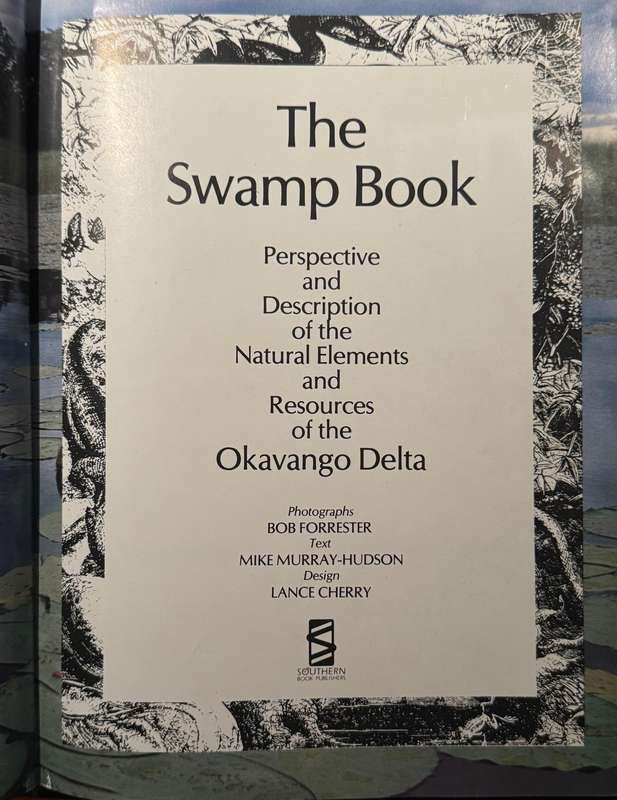 The
Swamp Book
Perspective
and
Description
of the
Natural Elements
and
Resources
of the
Okavango Delta
Photographs
BOB FORRESTER
Text
MIKE MURRAY-HUDSON
Design
LANCE CHERRY
SOUTHERN
BOOK PUBLISHERS